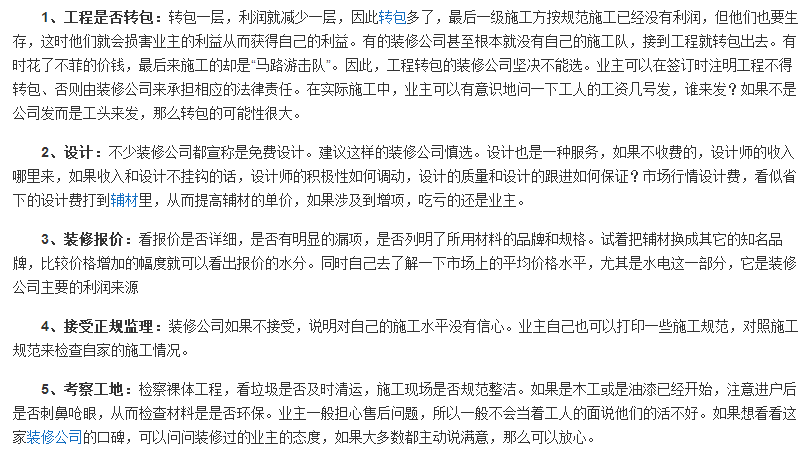 1、工程是否转包：转包一层，利润就减少一层，因此转包多了，最后一级施工方按规范施工已经没有利润，但他们也要生
存，这时他们就会损害业主的利益从而获得自己的利益。有的装修公司甚至根本就没有自己的施工队，接到工程就转包出去。有
时花了不菲的价钱，最后来施工的却是“马路游击队”。因此，工程转包的装修公司坚决不能选。业主可以在签订时注明工程不得
转包、否则由装修公司来承担相应的法律责任。在实际施工中，业主可以有意识地问一下工人的工资几号发，谁来发？如果不是
公司发而是工头来发，那么转包的可能性很大。
2、设计：不少装修公司都宣称是免费设计。建议这样的装修公司慎选。设计也是一种服务，如果不收费的，设计师的收入
哪里来，如果收入和设计不挂钩的话，设计师的积极性如何调动，设计的质量和设计的跟进如何保证？市场行情设计费，看似省
下的设计费打到辅材里，从而提高辅材的单价，如果涉及到增项，吃亏的还是业主。
3、装修报价：看报价是否详细，是否有明显的漏项，是否列明了所用材料的品牌和规格。试着把辅材换成其它的知名品
牌，比较价格增加的幅度就可以看出报价的水分。同时自己去了解一下市场上的平均价格水平，尤其是水电这一部分，它是装修
公司主要的利润来源
4、接受正规监理：装修公司如果不接受，说明对自己的施工水平没有信心。业主自己也可以打印一些施工规范，对照施工
规范来检查自家的施工情况。
5、考察工地：检察裸体工程，看垃圾是否及时清运，施工现场是否规范整洁。如果是木工或是油漆已经开始，注意进户后
是否刺鼻呛眼，从而检查材料是是否环保。业主一般担心售后问题，所以一般不会当着工人的面说他们的活不好。如果想看看这
家装修公司的口碑，可以问问装修过的业主的态度，如果大多数都主动说满意，那么可以放心。